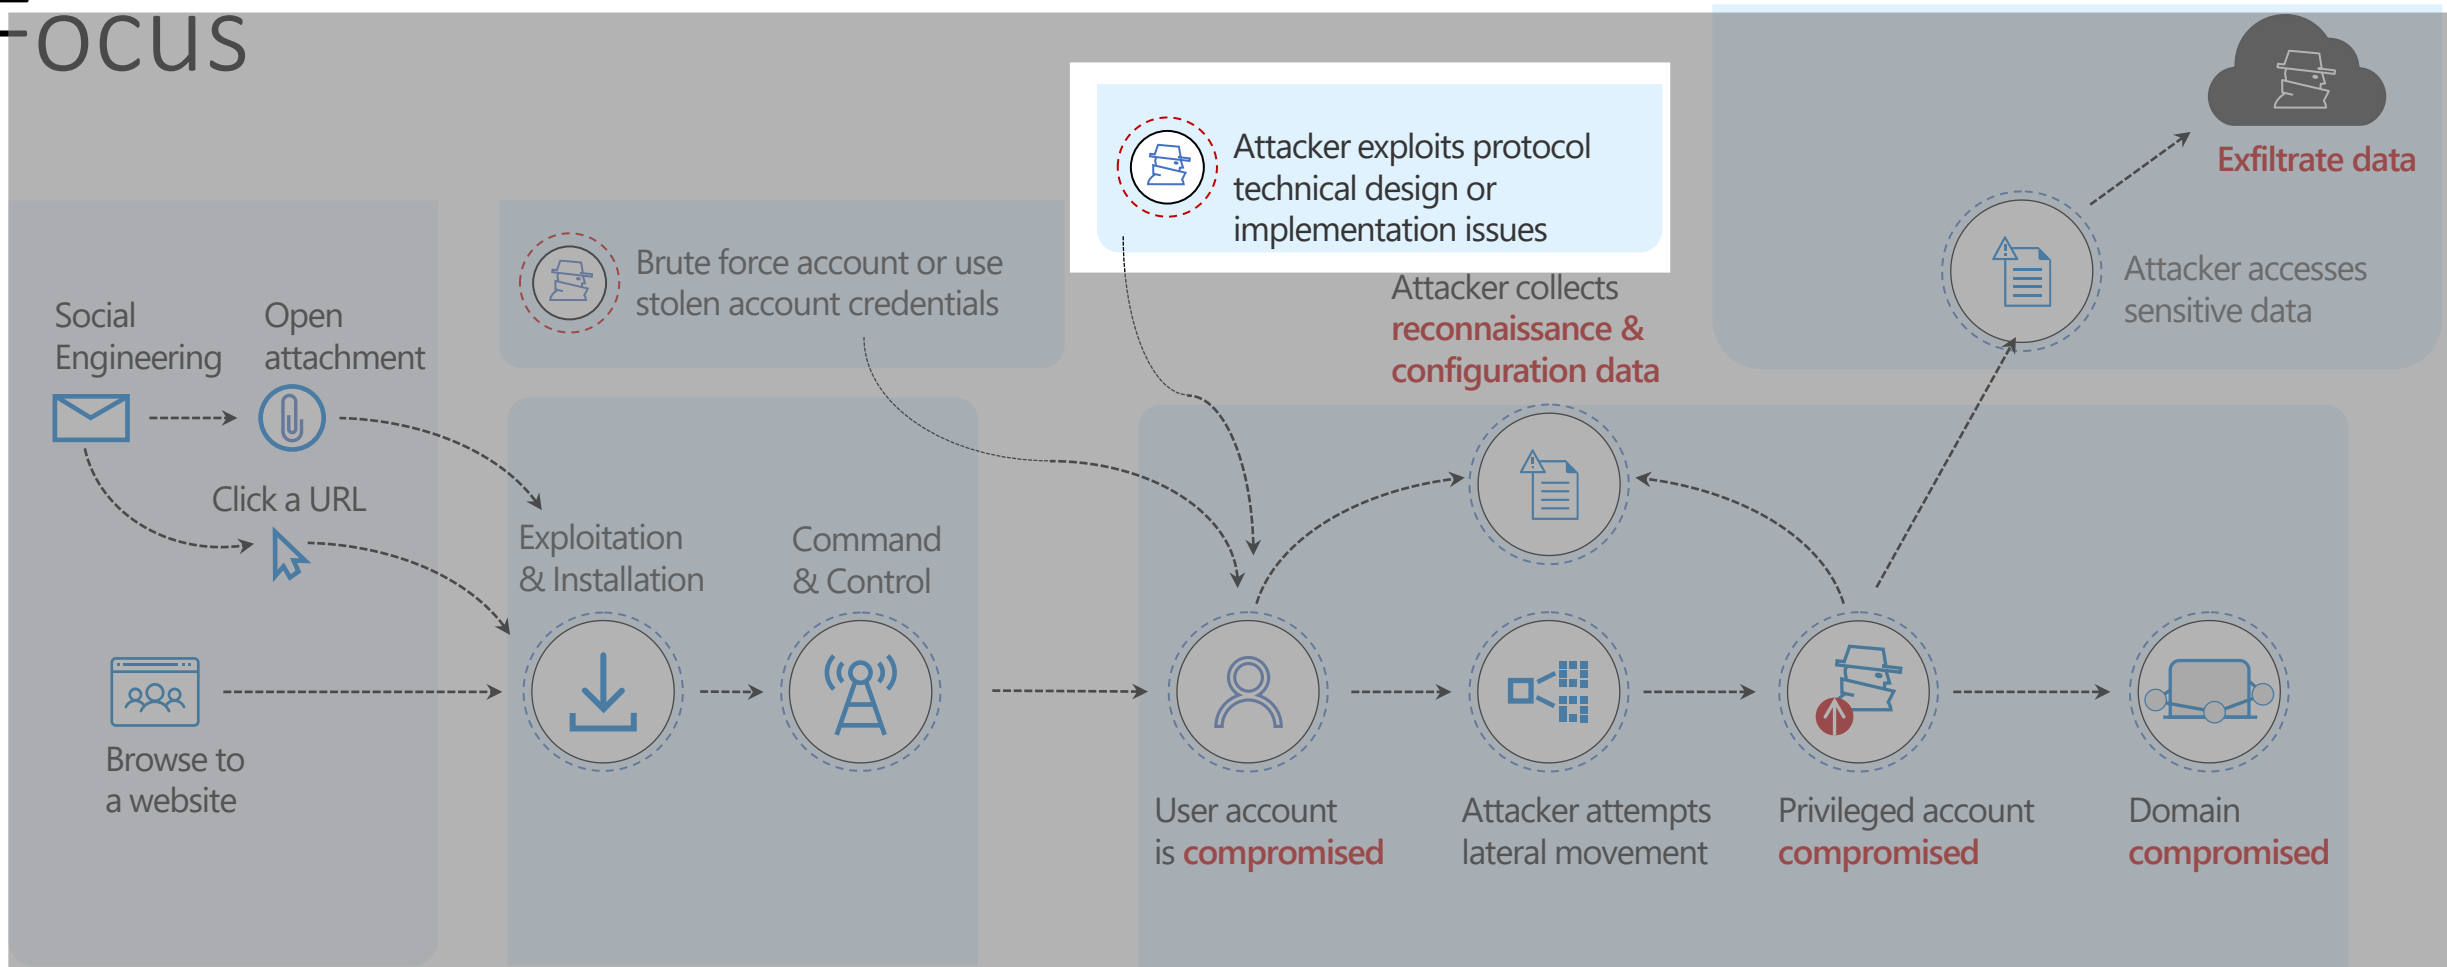 Focus
Attacker exploits protocol
technical design or
implementation issues
Exfiltrate data
Brute force account or use
stolen account credentials
Attacker collects
reconnaissance &
configuration data
Attacker accesses
sensitive data
Social
Engineering
Open
attachment
Click a URL
Exploitation
& Installation
Command
& Control
Browse to
a website
User account
is compromised
Attacker attempts
lateral movement
Privileged account
compromised
Domain
compromised